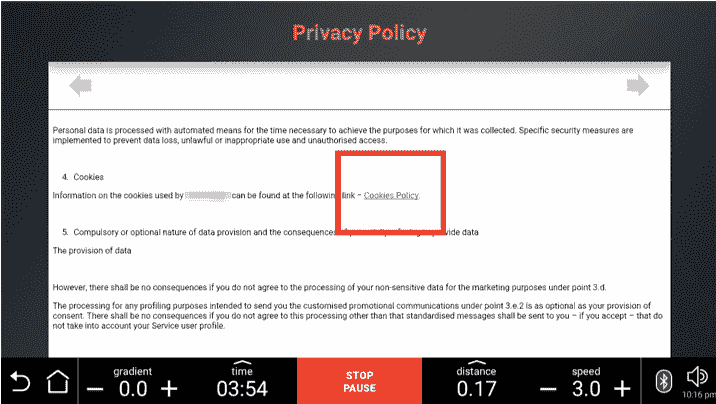 Privacy Policy
Personal data is processed with automated means for the time necessary to achieve the purposes for which it was collected. Specific security measures are
implemented to prevent data loss, unlawful or inappropriate use and unauthorised access.
4. Cookies
Information on the cookies used by can be found at the following link – Cookies Policy.
5. Compulsory or optional nature of data provision and the consequences data
The provision of data
However, there shall be no consequences if you do not agree to the processing of your non-sensitive data for the marketing purposes under point 3.d.
The processing for any profiling purposes intended to send you the customised promotional communications under point 3.e.2 is as optional as your provision of
consent. There shall be no consequences if you do not agree to this processing other than that standardised messages shall be sent to you – if you accept – that do
not take into account your Service user profile.
gradient time STOP distance speed
– 0.0 + 03:54 PAUSE 0.17 – 3.0 +
10:16 pm